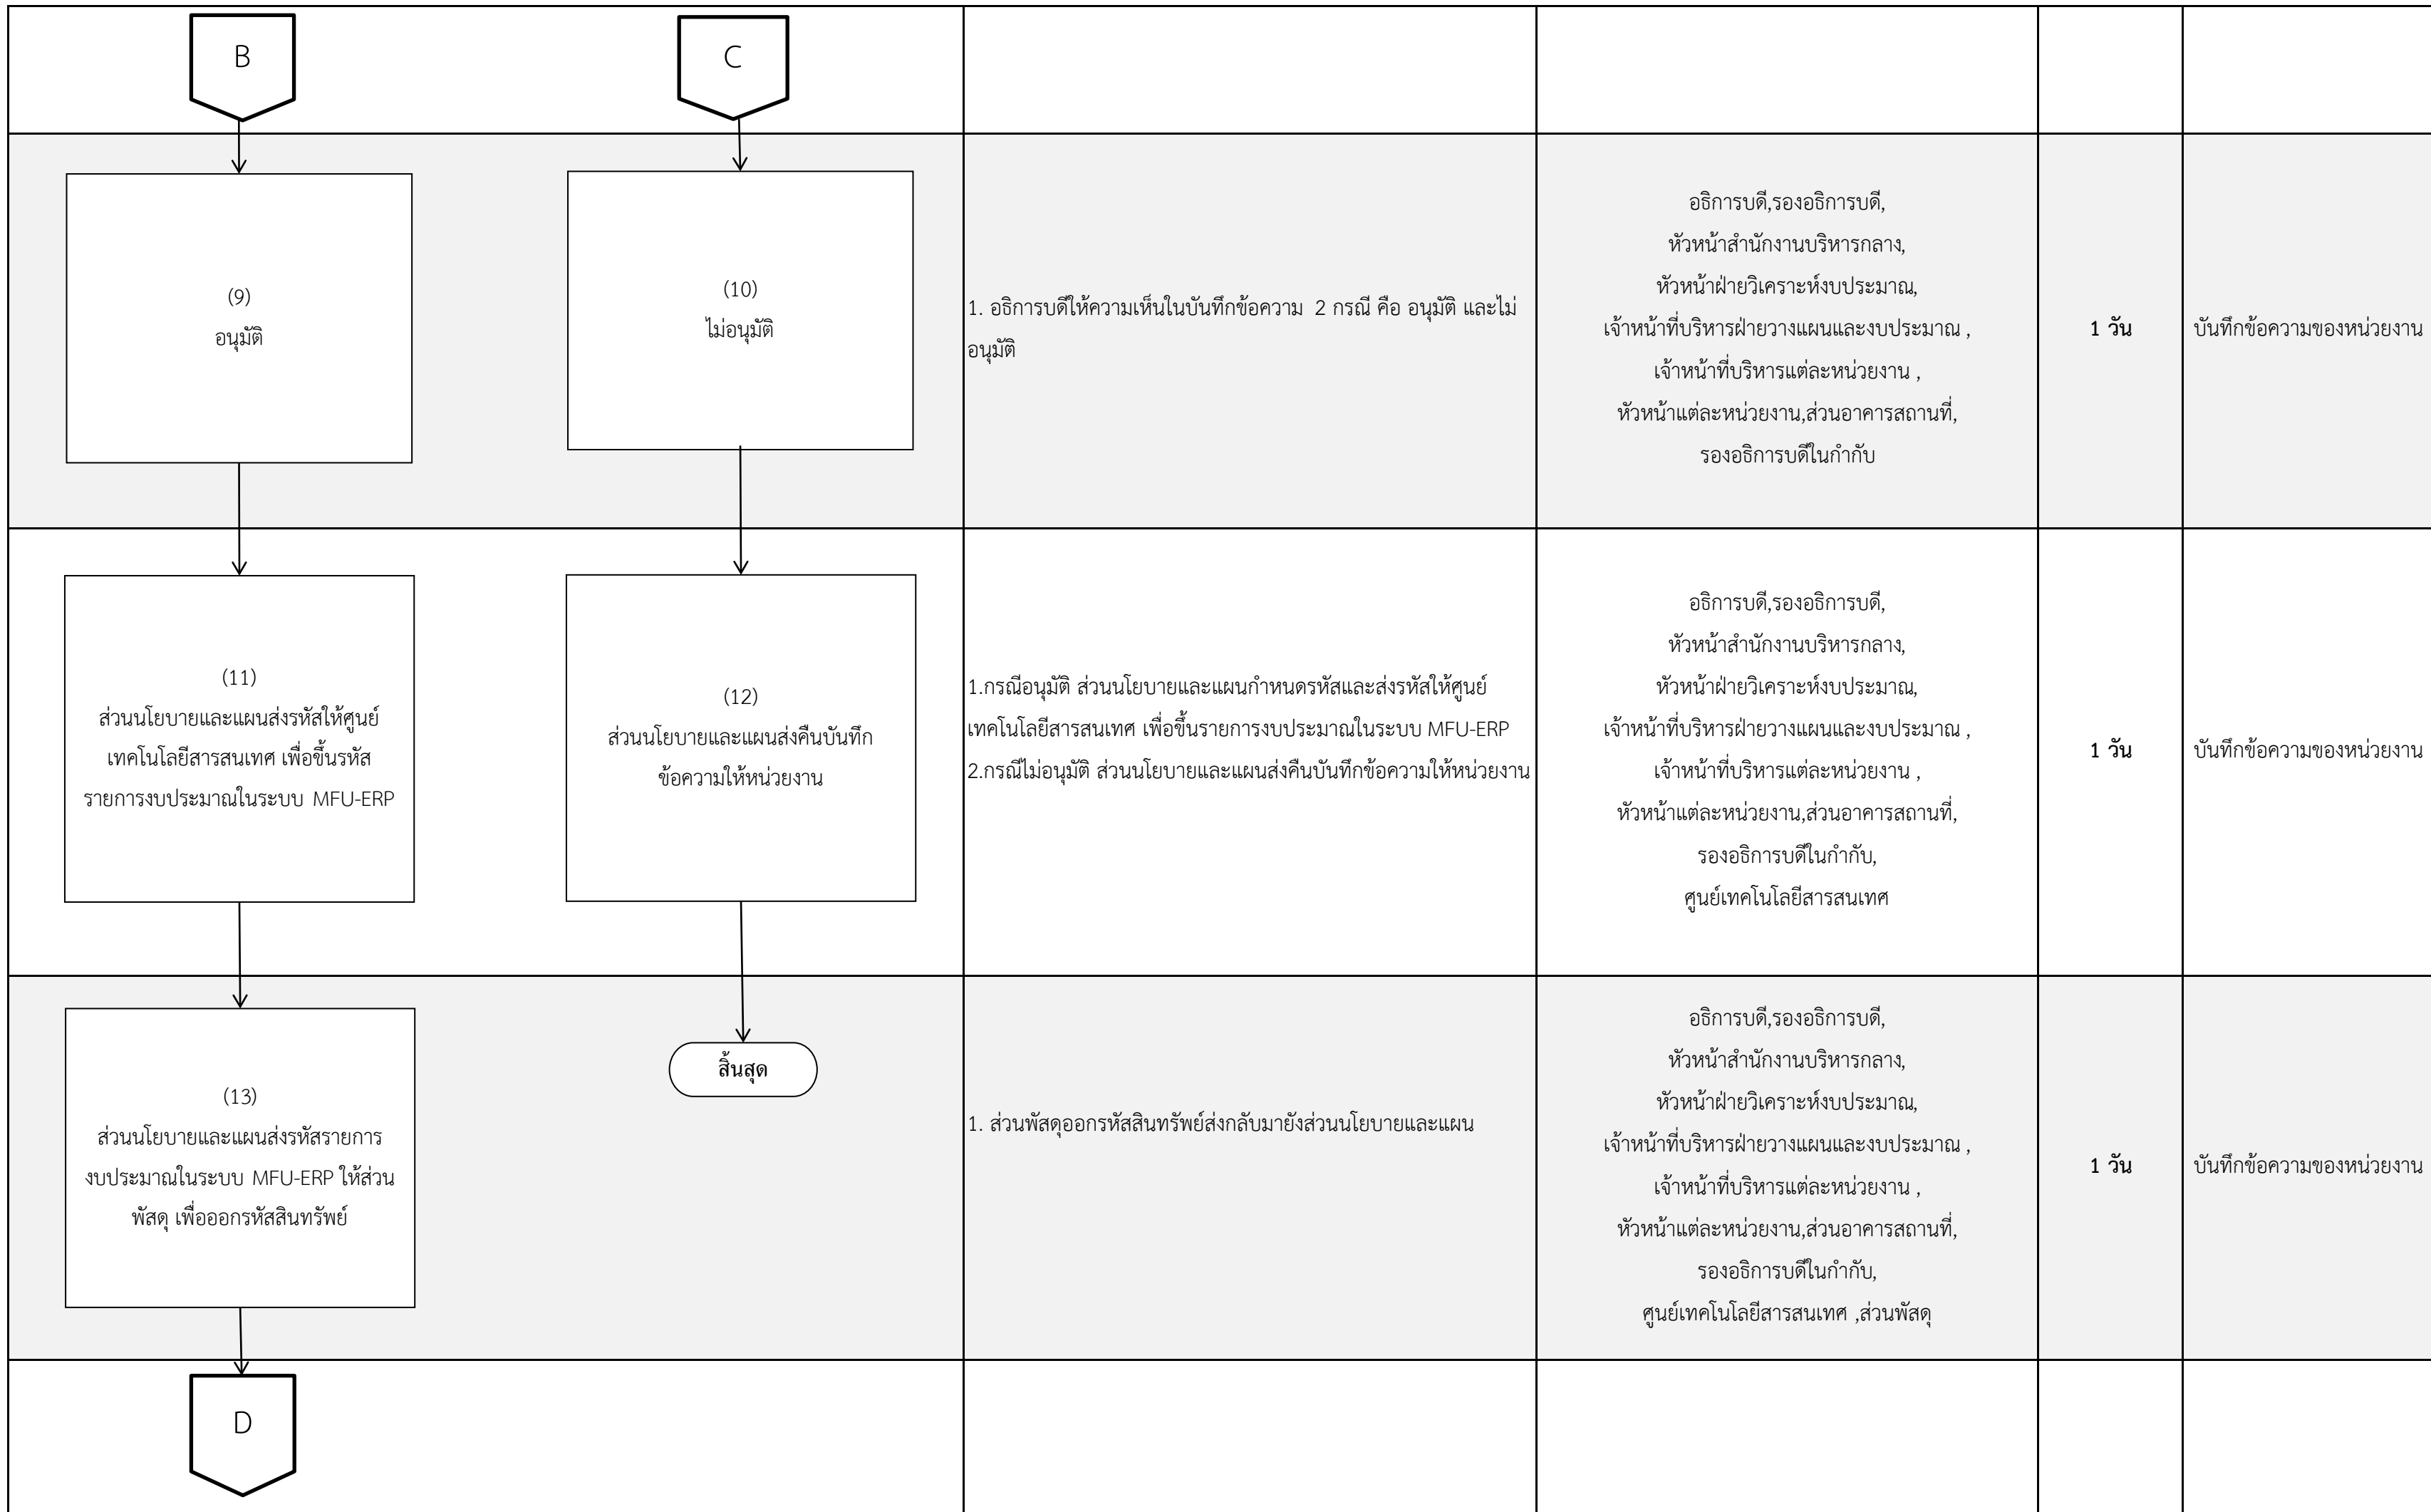 B
C
(9)
อนุมัติ
(10)
ไม่อนุมัติ
1. อธิการบดีให้ความเห็นในบันทึกข้อความ 2 กรณี คือ อนุมัติ และไม่
อนุมัติ
อธิการบดี,รองอธิการบดี,
หัวหน้าสำนักงานบริหารกลาง,
หัวหน้าฝ่ายวิเคราะห์งบประมาณ,
เจ้าหน้าที่บริหารฝ่ายวางแผนและงบประมาณ ,
เจ้าหน้าที่บริหารแต่ละหน่วยงาน ,
หัวหน้าแต่ละหน่วยงาน,ส่วนอาคารสถานที่,
รองอธิการบดีในกำกับ
1 วัน
บันทึกข้อความของหน่วยงาน
(11)
ส่วนนโยบายและแผนส่งรหัสให้ศูนย์
เทคโนโลยีสารสนเทศ เพื่อขึ้นรหัส
รายการงบประมาณในระบบ MFU-ERP
(12)
ส่วนนโยบายและแผนส่งคืนบันทึก
ข้อความให้หน่วยงาน
1.กรณีอนุมัติ ส่วนนโยบายและแผนกำหนดรหัสและส่งรหัสให้ศูนย์
เทคโนโลยีสารสนเทศ เพื่อขึ้นรายการงบประมาณในระบบ MFU-ERP
2.กรณีไม่อนุมัติ ส่วนนโยบายและแผนส่งคืนบันทึกข้อความให้หน่วยงาน
อธิการบดี,รองอธิการบดี,
หัวหน้าสำนักงานบริหารกลาง,
หัวหน้าฝ่ายวิเคราะห์งบประมาณ,
เจ้าหน้าที่บริหารฝ่ายวางแผนและงบประมาณ ,
เจ้าหน้าที่บริหารแต่ละหน่วยงาน ,
หัวหน้าแต่ละหน่วยงาน,ส่วนอาคารสถานที่,
รองอธิการบดีในกำกับ,
ศูนย์เทคโนโลยีสารสนเทศ
1 วัน
บันทึกข้อความของหน่วยงาน
(13)
ส่วนนโยบายและแผนส่งรหัสรายการ
งบประมาณในระบบ MFU-ERP ให้ส่วน
พัสดุ เพื่อออกรหัสสินทรัพย์
สิ้นสุด
1. ส่วนพัสดุออกรหัสสินทรัพย์ส่งกลับมายังส่วนนโยบายและแผน
อธิการบดี,รองอธิการบดี,
หัวหน้าสำนักงานบริหารกลาง,
หัวหน้าฝ่ายวิเคราะห์งบประมาณ,
เจ้าหน้าที่บริหารฝ่ายวางแผนและงบประมาณ ,
เจ้าหน้าที่บริหารแต่ละหน่วยงาน ,
หัวหน้าแต่ละหน่วยงาน,ส่วนอาคารสถานที่,
รองอธิการบดีในกำกับ,
ศูนย์เทคโนโลยีสารสนเทศ ,ส่วนพัสดุ
1 วัน
บันทึกข้อความของหน่วยงาน
D